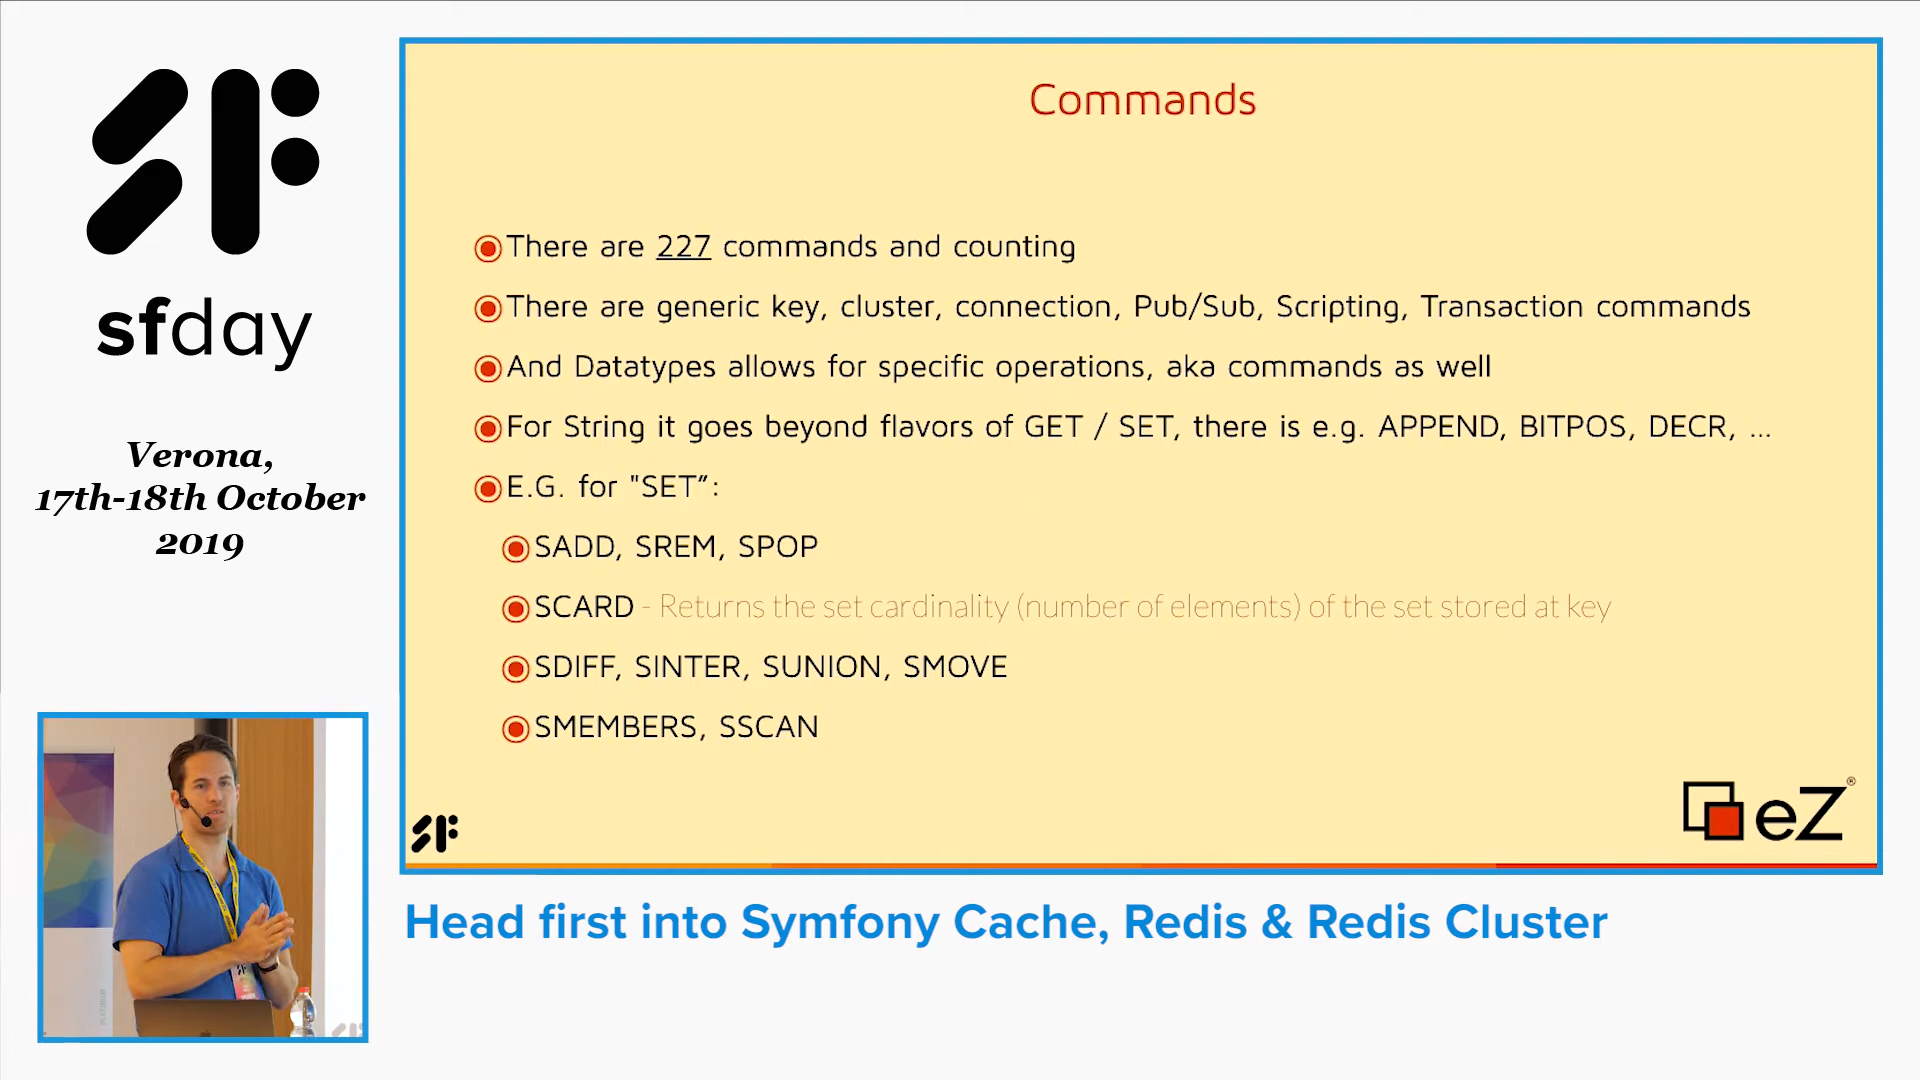 sfday
Verona,
17th-18th October
2019
Commands
There are 227 commands and counting
There are generic key, cluster, connection, Pub/Sub, Scripting, Transaction commands
And Datatypes allows for specific operations, aka commands as well
For String it goes beyond flavors of GET / SET, there is e.g. APPEND, BITPOS, DECR, ...
E.G. for "SET”:
SADD, SREM, SPOP
SCARD - Returns the set cardinality (number of elements) of the set stored at key
SDIFF, SINTER, SUNION, SMOVE
SMEMBERS, SSCAN
eZ®
Head first into Symfony Cache, Redis & Redis Cluster